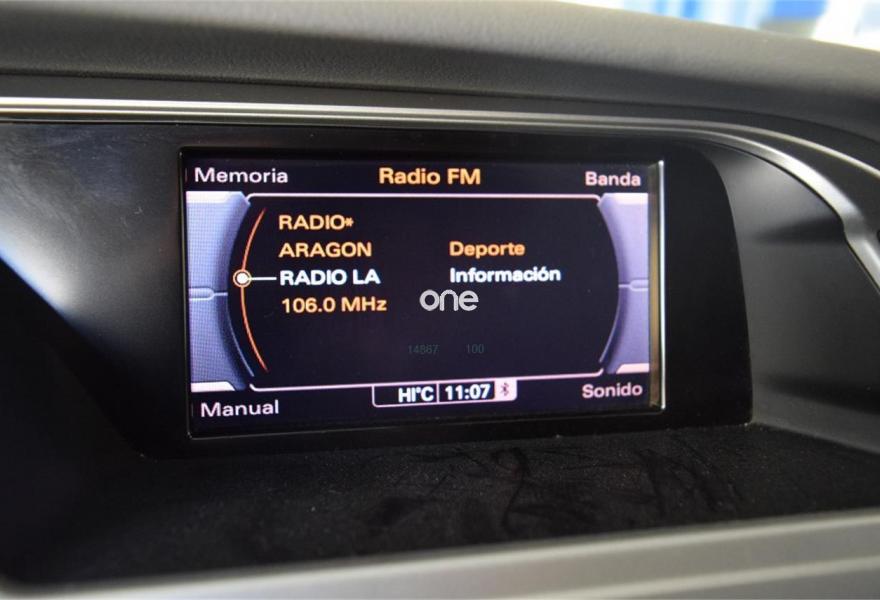 Memoria Radio FM Banda
RADIO*
ARAGON Deporte
RADIO LA Información
106.0 MHz
one
14867 100
HI°C 11:07
Manual Sonido